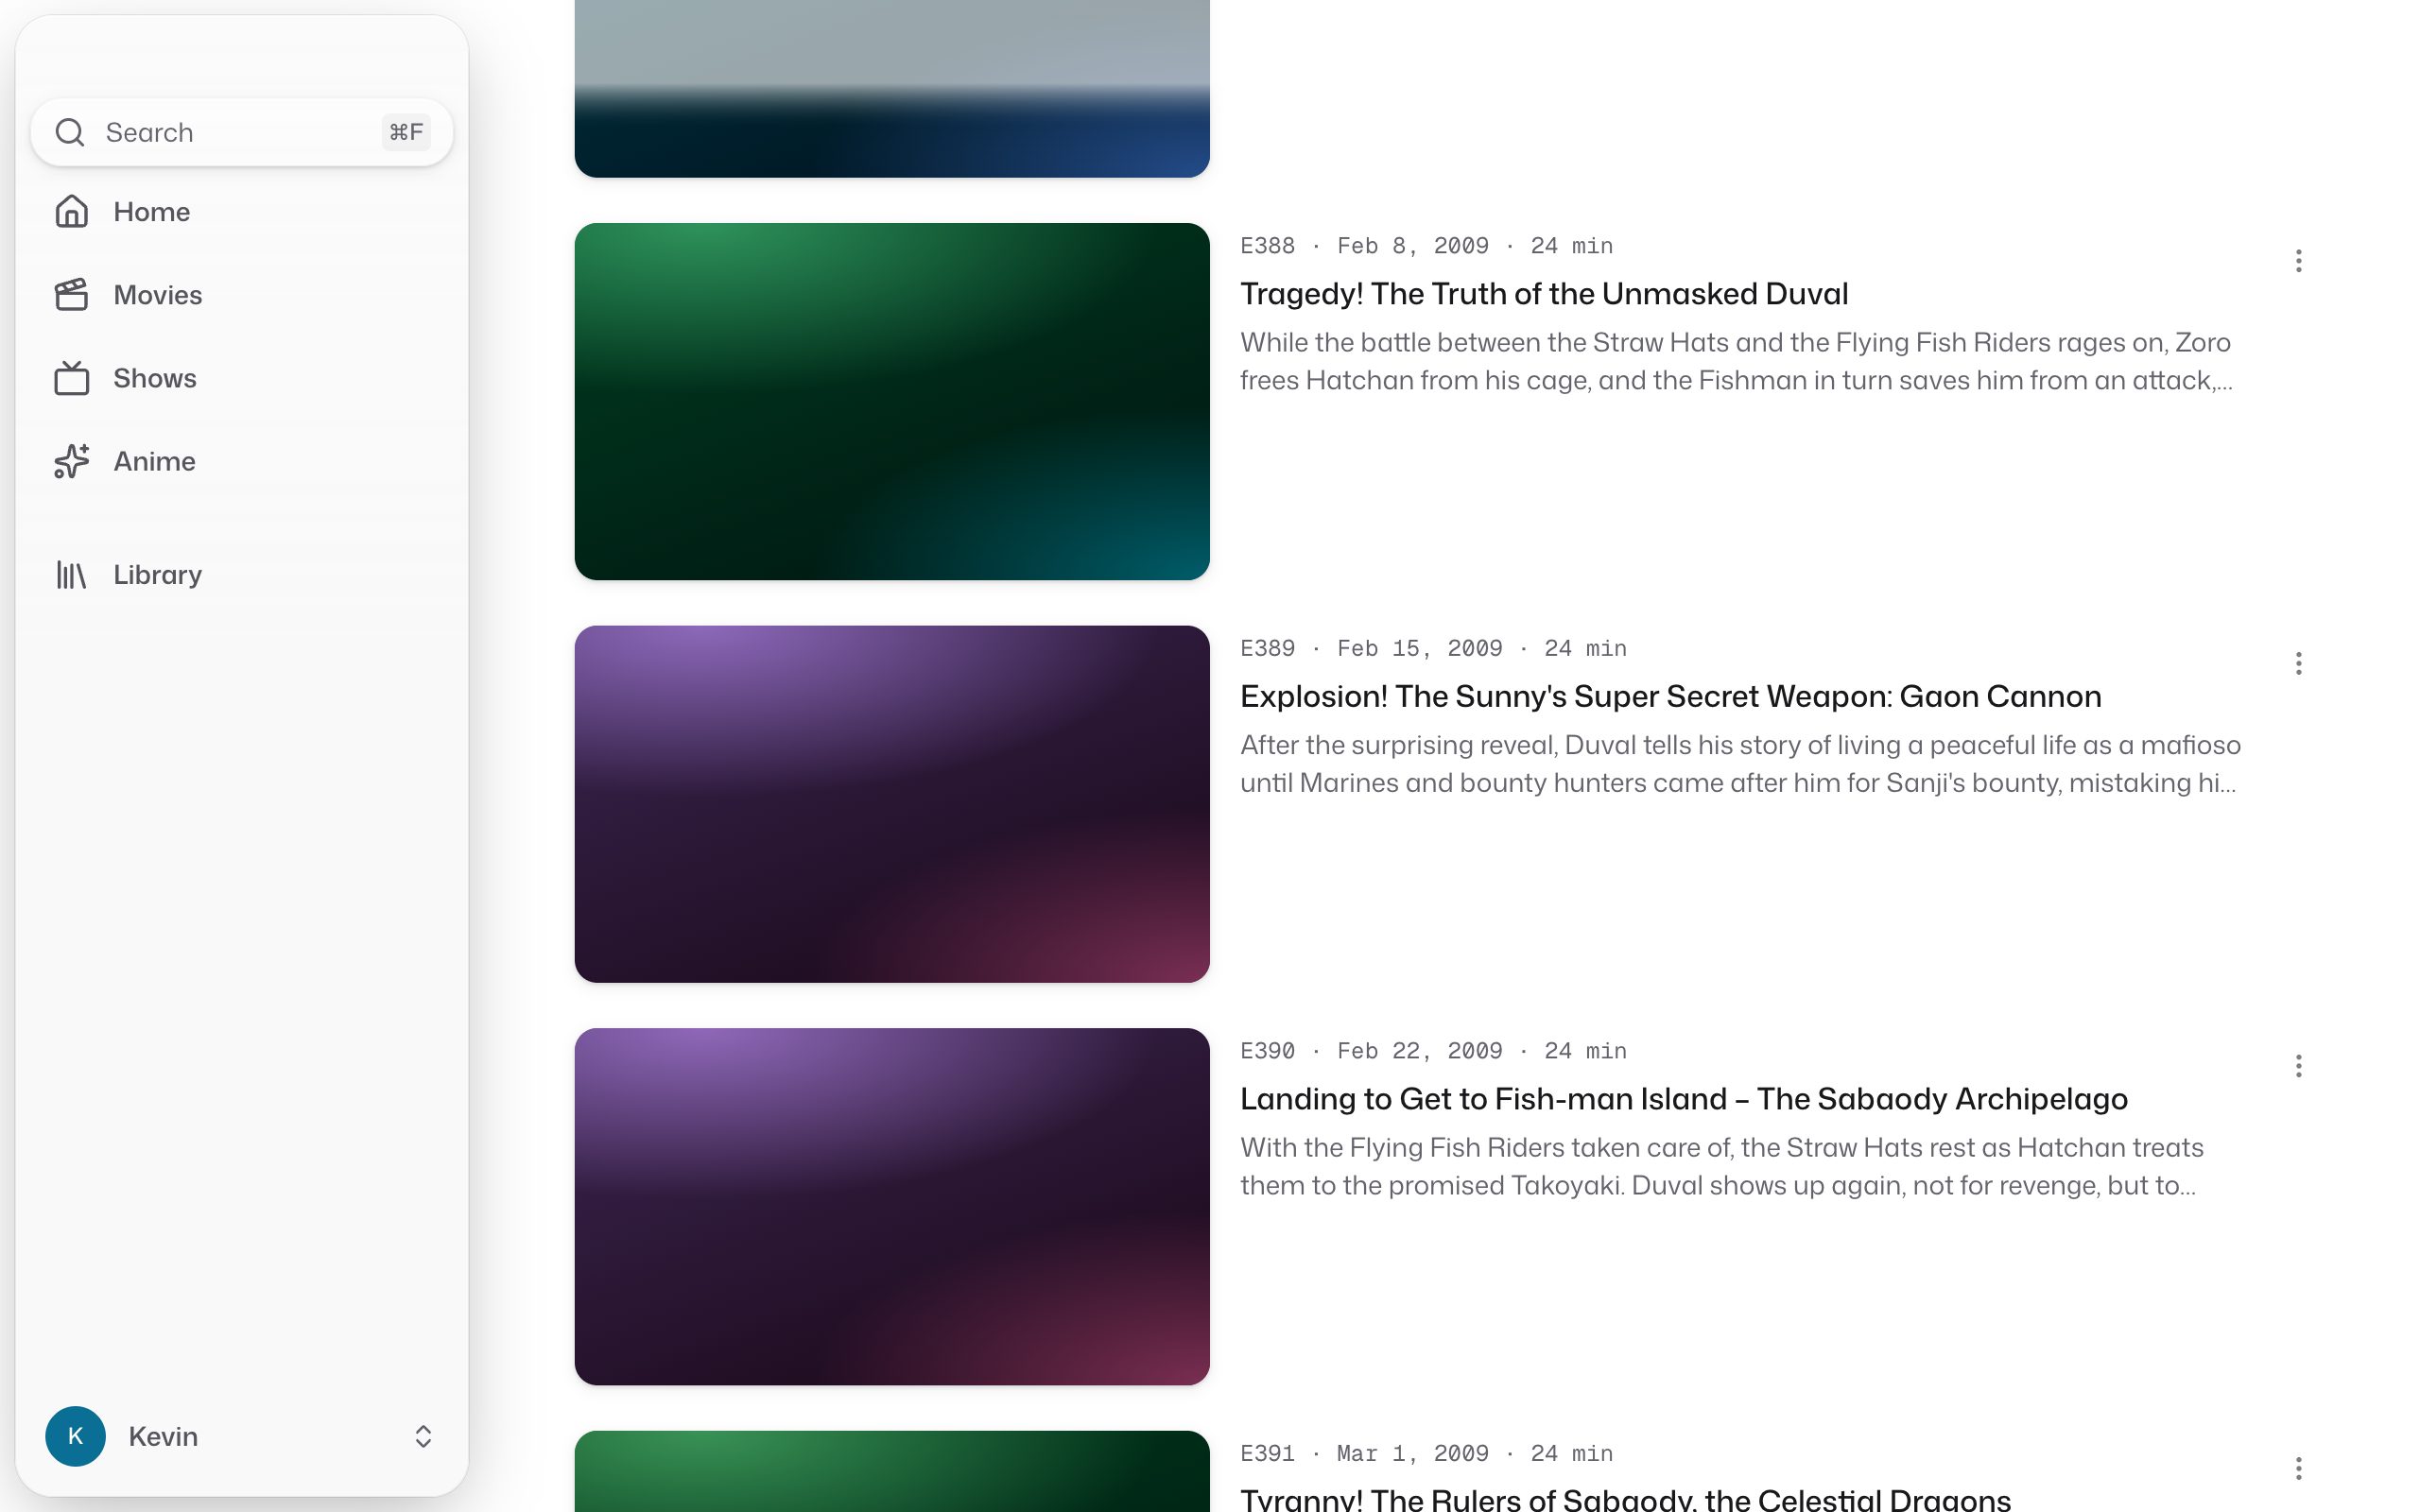 Search ⌘F
Home
Movies
Shows
Anime
Library
K Kevin
E388 · Feb 8, 2009 · 24 min
Tragedy! The Truth of the Unmasked Duval
While the battle between the Straw Hats and the Flying Fish Riders rages on, Zoro
frees Hatchan from his cage, and the Fishman in turn saves him from an attack,...
E389 · Feb 15, 2009 · 24 min
Explosion! The Sunny's Super Secret Weapon: Gaon Cannon
After the surprising reveal, Duval tells his story of living a peaceful life as a mafioso
until Marines and bounty hunters came after him for Sanji's bounty, mistaking hi...
E390 · Feb 22, 2009 · 24 min
Landing to Get to Fish-man Island – The Sabaody Archipelago
With the Flying Fish Riders taken care of, the Straw Hats rest as Hatchan treats
them to the promised Takoyaki. Duval shows up again, not for revenge, but to...
E391 · Mar 1, 2009 · 24 min
Tyranny! The Rulers of Sabaody, the Celestial Dragons